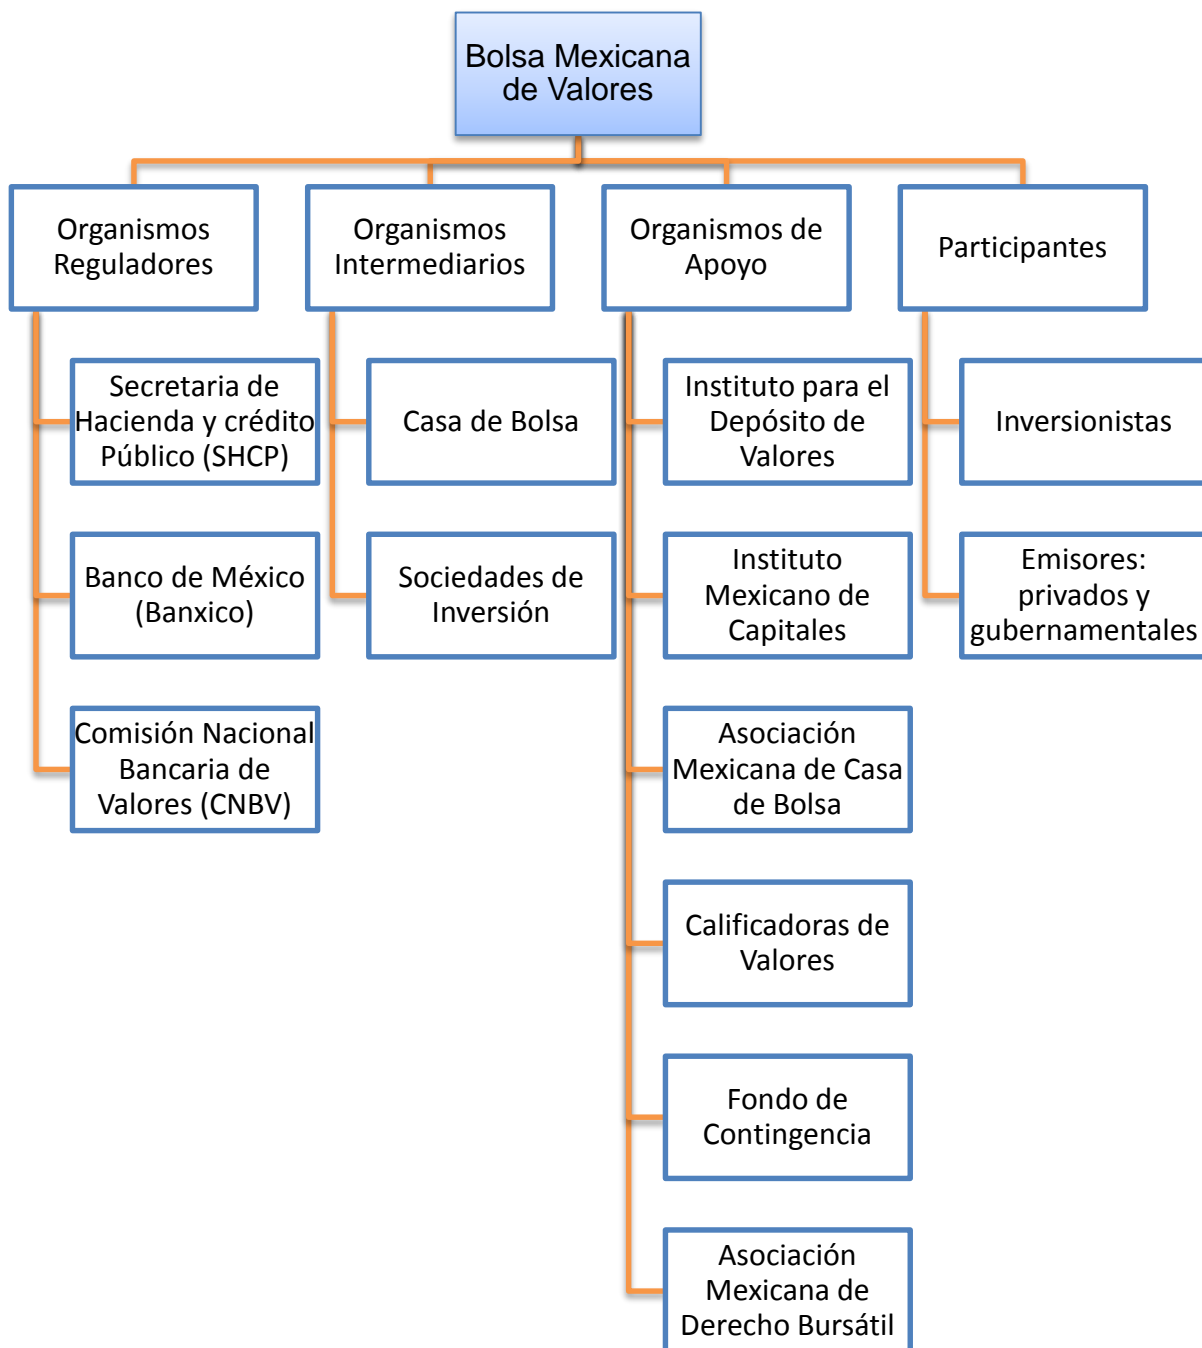 Bolsa Mexicana
de Valores
Organismos
Reguladores
Secretaria de
Hacienda y crédito
Público (SHCP)
Banco de México
(Banxico)
Comisión Nacional
Bancaria de
Valores (CNBV)
Organismos
Intermediarios
Casa de Bolsa
Sociedades de
Inversión
Organismos de
Apoyo
Instituto para el
Depósito de
Valores
Instituto
Mexicano de
Capitales
Asociación
Mexicana de Casa
de Bolsa
Calificadoras de
Valores
Fondo de
Contingencia
Asociación
Mexicana de
Derecho Bursátil
Participantes
Inversionistas
Emisores:
privados y
gubernamentales